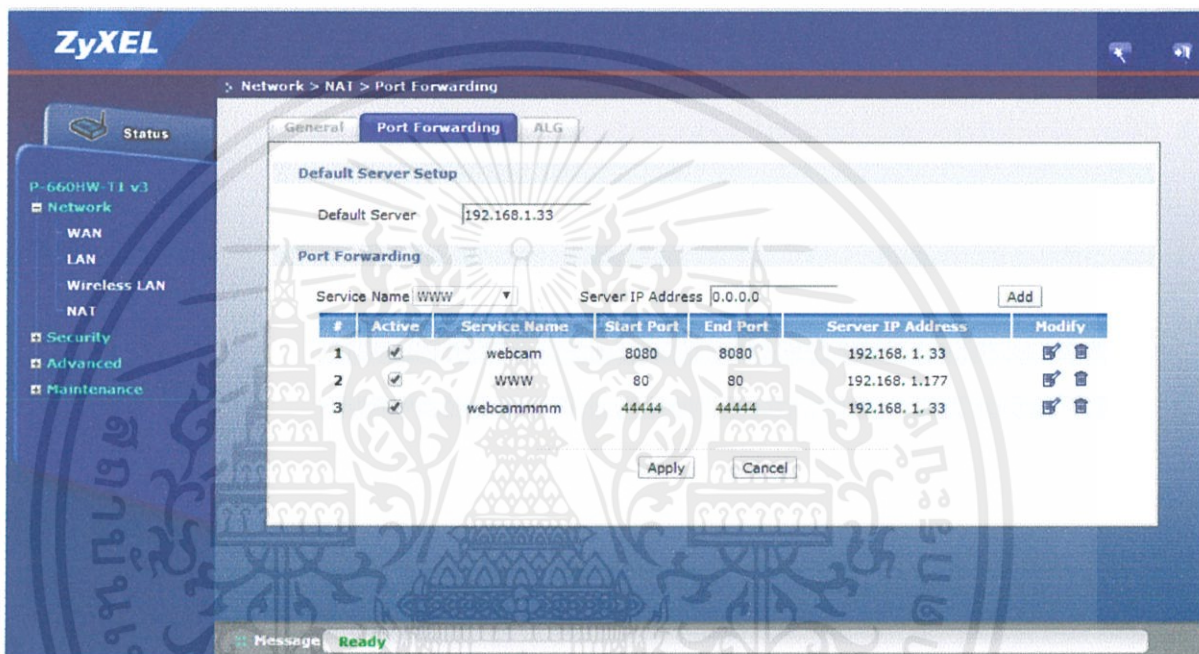 ZyXEL
> Network > NAT > Port Forwarding
Status
General
Port Forwarding
ALG
P-660HW-T1 v3
Network
WAN
LAN
Wireless LAN
NAT
Security
Advanced
Maintenance
Default Server Setup
Default Server 192.168.1.33
Port Forwarding
Service Name WWW Server IP Address 0.0.0.0 Add
# Active Service Name Start Port End Port Server IP Address Modify
1 webcam 8080 8080 192.168. 1. 33
2 WWW 80 80 192.168. 1.177
3 webcammmm 44444 44444 192.168. 1. 33
Apply Cancel
Message Ready